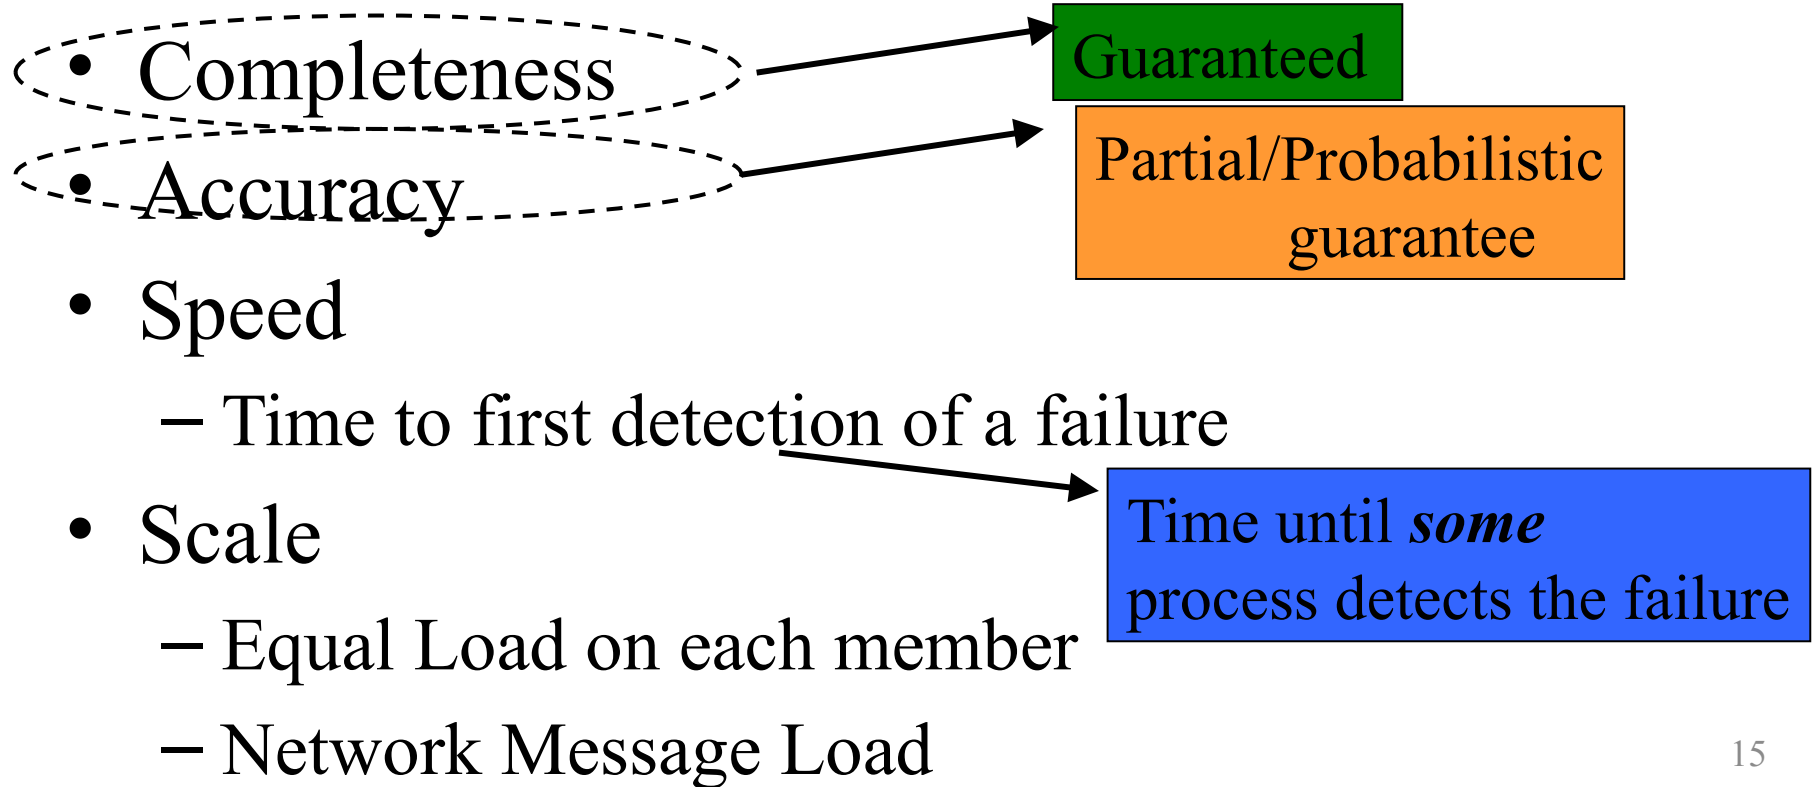 • Completeness
Guaranteed
• Accuracy
Partial/Probabilistic
guarantee
• Speed
– Time to first detection of a failure
Time until some
process detects the failure
• Scale
– Equal Load on each member
– Network Message Load
15